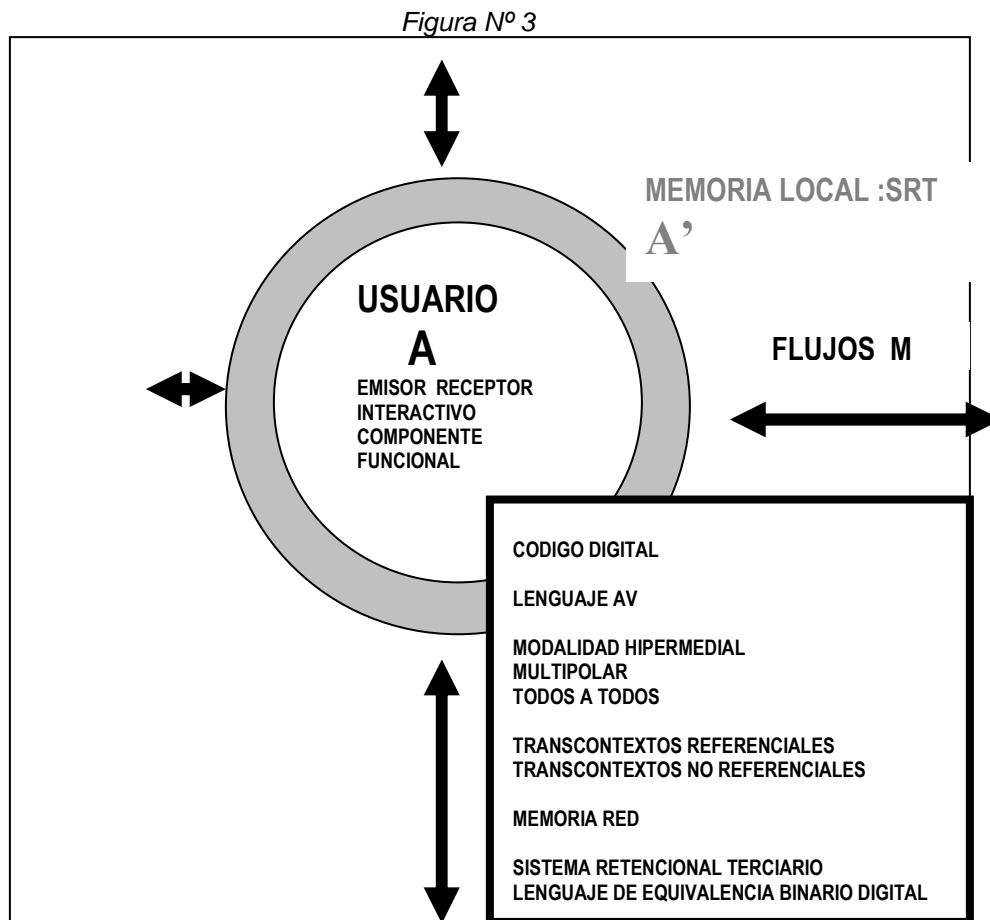 Figura Nº 3
MEMORIA LOCAL :SRT
A’
USUARIO
A
EMISOR RECEPTOR
INTERACTIVO
COMPONENTE
FUNCIONAL
FLUJOS M
CODIGO DIGITAL
LENGUAJE AV
MODALIDAD HIPERMEDIAL
MULTIPOLAR
TODOS A TODOS
TRANSCONTEXTOS REFERENCIALES
TRANSCONTEXTOS NO REFERENCIALES
MEMORIA RED
SISTEMA RETENCIONAL TERCIARIO
LENGUAJE DE EQUIVALENCIA BINARIO DIGITAL